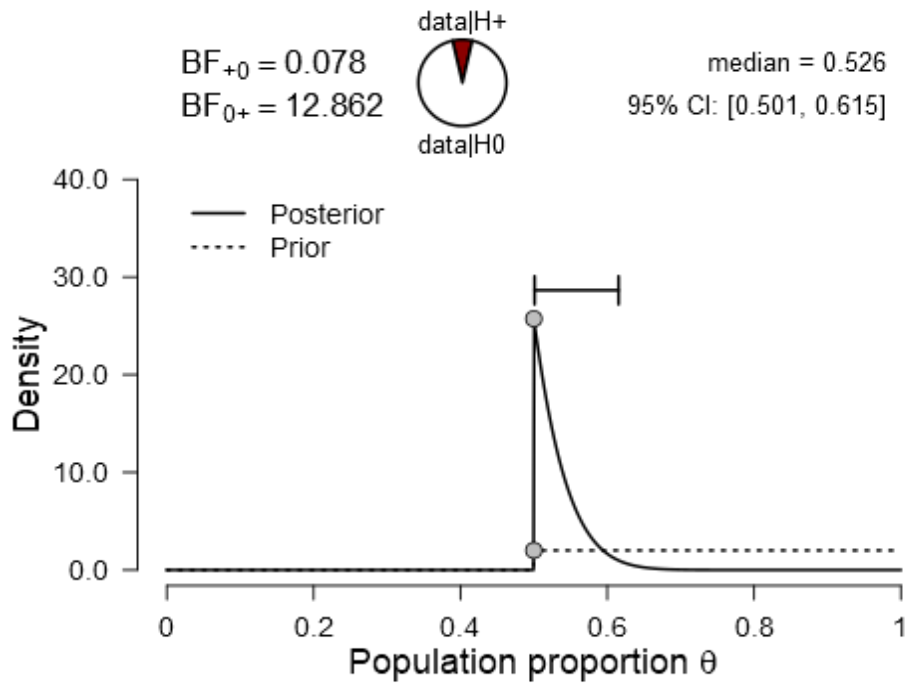 data|H+
BF₊₀ = 0.078
BF₀₊ = 12.862
median = 0.526
95% CI: [0.501, 0.615]
data|H0
40.0
30.0
20.0
10.0
0.0
Density
Posterior
Prior
0 0.2 0.4 0.6 0.8 1
Population proportion θ